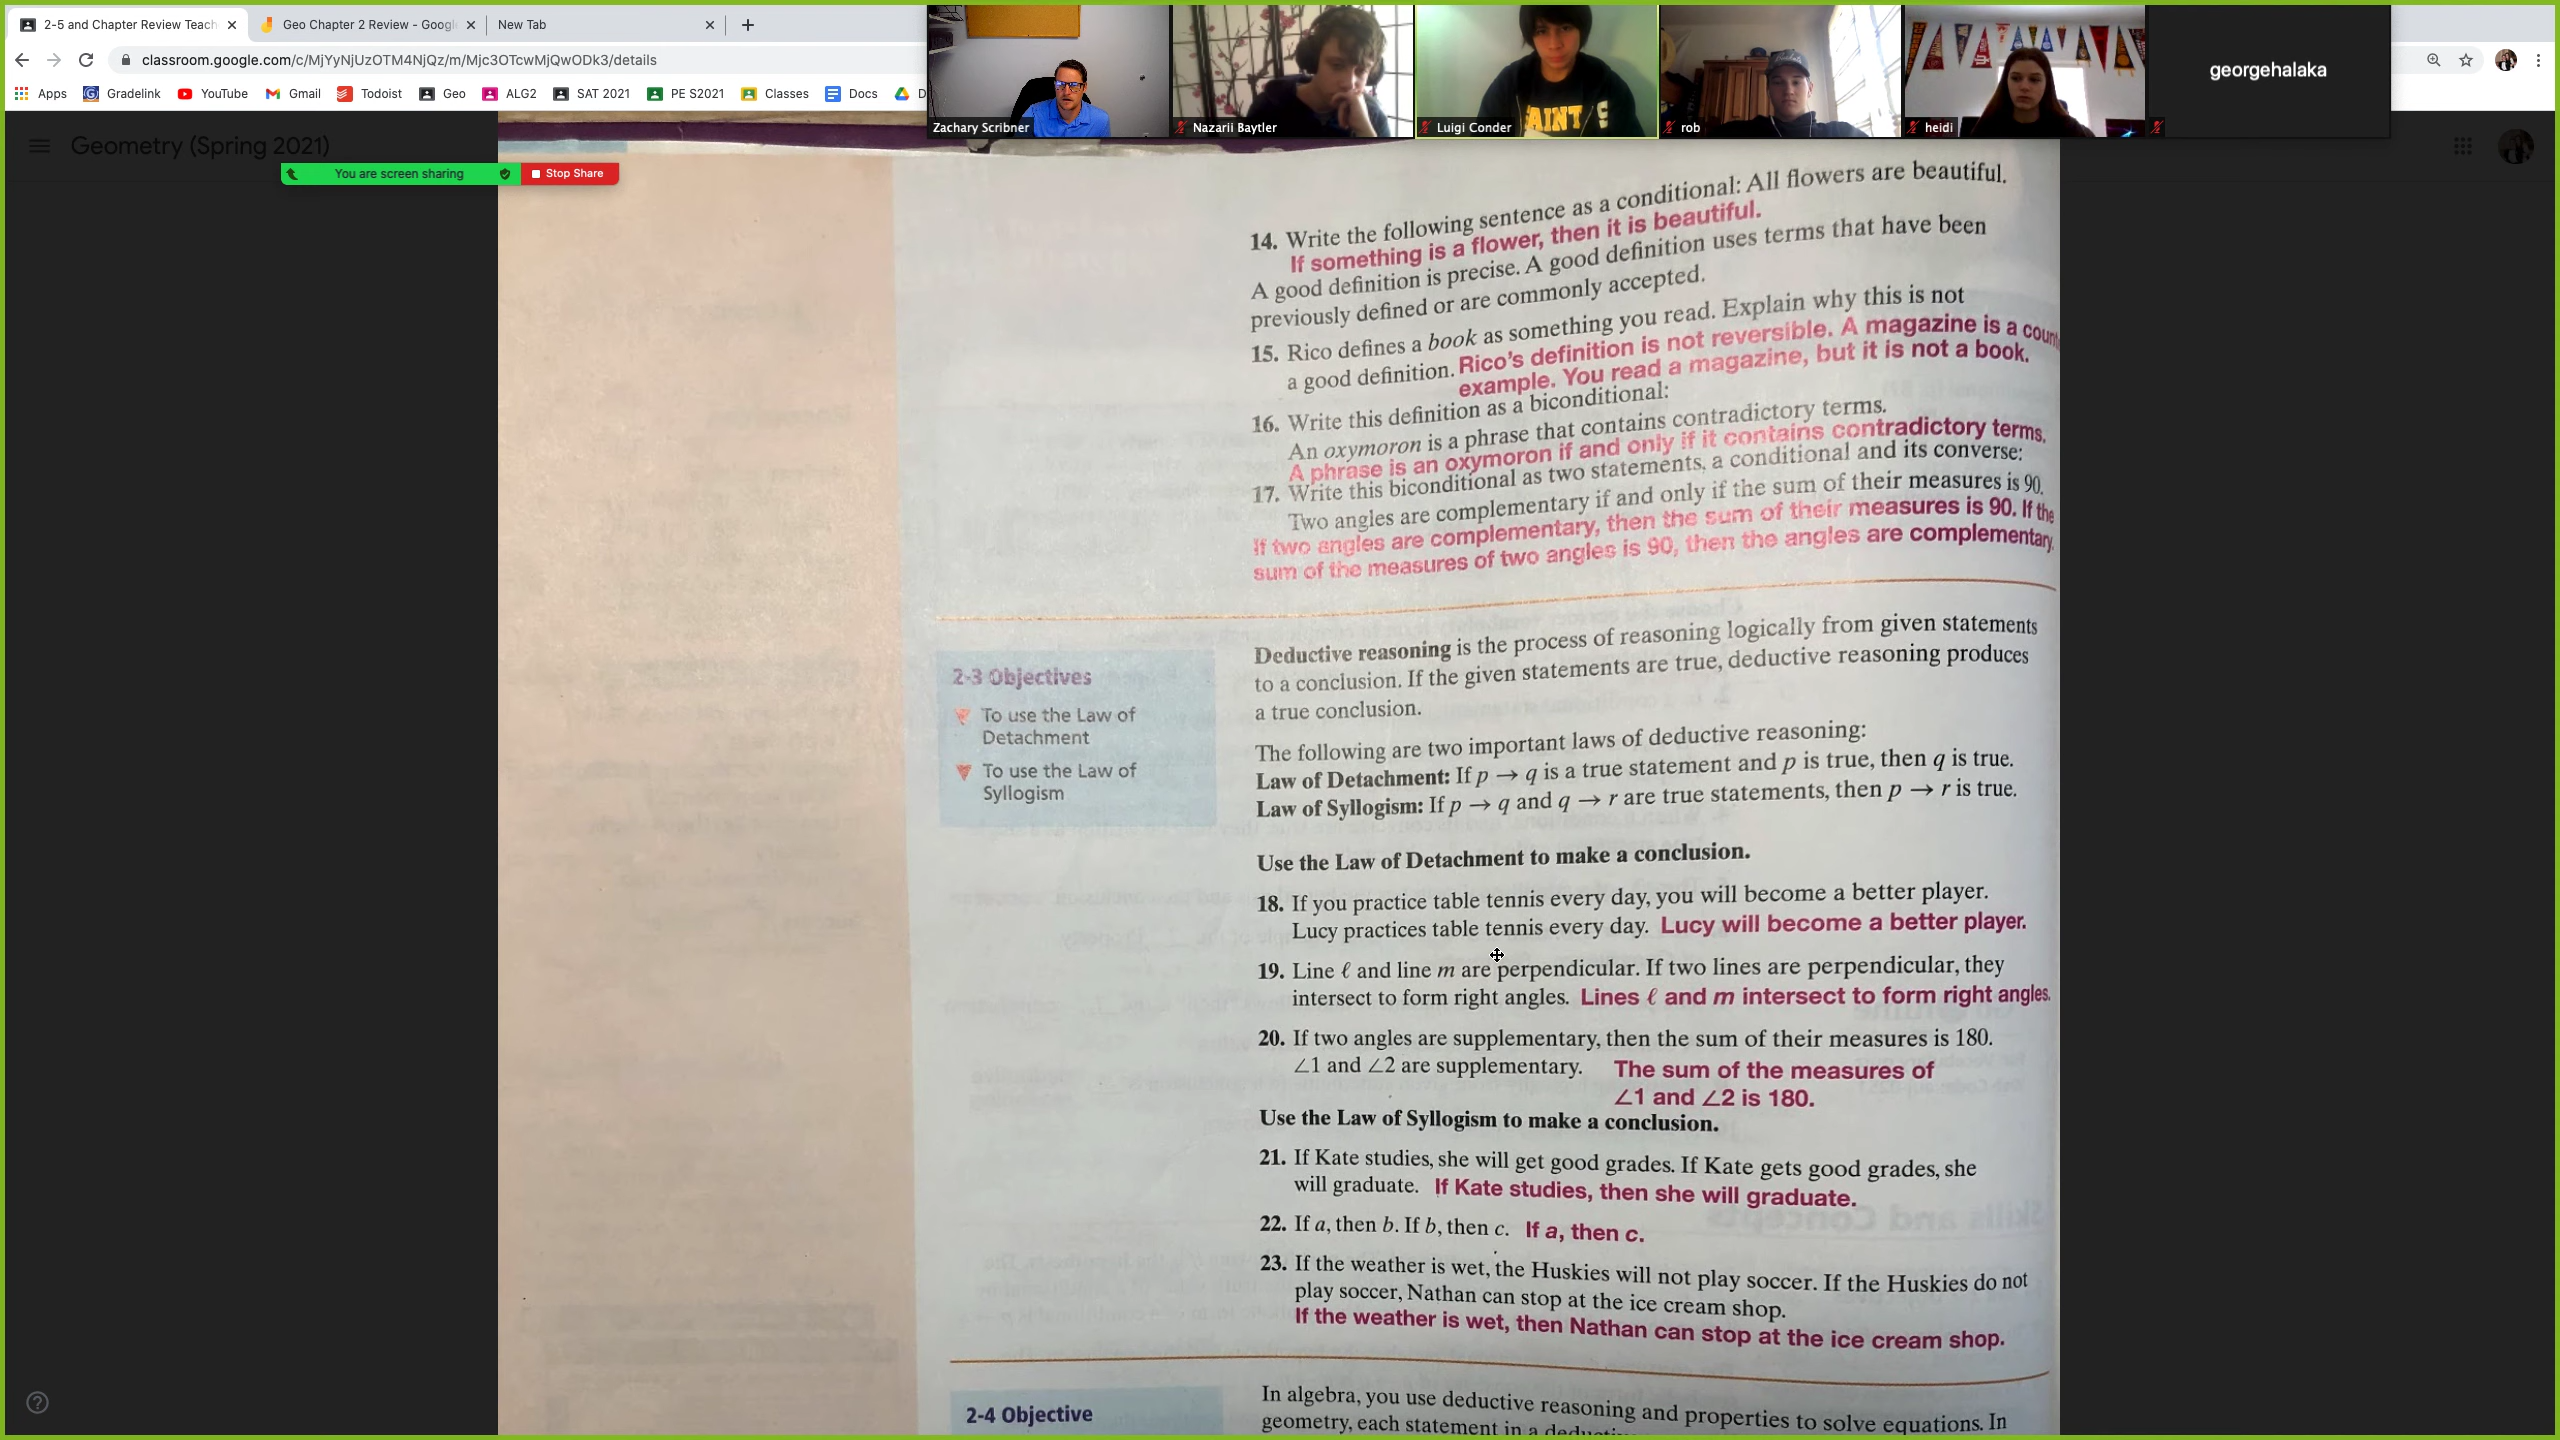 2-5 and Chapter Review Teach
Geo Chapter 2 Review - Googl
New Tab
classroom.google.com/c/MjYyNjUzOTM4NjQz/m/Mjc3OTcwMjQwODk3/details
Apps Gradelink YouTube Gmail Todoist Geo ALG2 SAT 2021 PE S2021 Classes Docs D
Zachary Scribner
Nazarii Baytler
Luigi Conder
AINT S
rob
heidi
georgehalaka
Geometry (Spring 2021)
You are screen sharing
Stop Share
14. Write the following sentence as a conditional: All flowers are beautiful.
If something is a flower, then it is beautiful.
A good definition is precise. A good definition uses terms that have been
previously defined or are commonly accepted.
15. Rico defines a book as something you read. Explain why this is not
a good definition. Rico's definition is not reversible. A magazine is a count
example. You read a magazine, but it is not a book.
16. Write this definition as a biconditional:
An oxymoron is a phrase that contains contradictory terms.
A phrase is an oxymoron if and only if it contains contradictory terms.
17. Write this biconditional as two statements, a conditional and its converse:
Two angles are complementary if and only if the sum of their measures is 90.
If two angles are complementary, then the sum of their measures is 90. If the
sum of the measures of two angles is 90, then the angles are complementary.
2-3 Objectives
To use the Law of
Detachment
To use the Law of
Syllogism
Deductive reasoning is the process of reasoning logically from given statements
to a conclusion. If the given statements are true, deductive reasoning produces
a true conclusion.
The following are two important laws of deductive reasoning:
Law of Detachment: If p → q is a true statement and p is true, then q is true.
Law of Syllogism: If p → q and q → r are true statements, then p → r is true.
Use the Law of Detachment to make a conclusion.
18. If you practice table tennis every day, you will become a better player.
Lucy practices table tennis every day. Lucy will become a better player.
19. Line ℓ and line m are perpendicular. If two lines are perpendicular, they
intersect to form right angles. Lines ℓ and m intersect to form right angles.
20. If two angles are supplementary, then the sum of their measures is 180.
∠1 and ∠2 are supplementary. The sum of the measures of
∠1 and ∠2 is 180.
Use the Law of Syllogism to make a conclusion.
21. If Kate studies, she will get good grades. If Kate gets good grades, she
will graduate. If Kate studies, then she will graduate.
22. If a, then b. If b, then c. If a, then c.
23. If the weather is wet, the Huskies will not play soccer. If the Huskies do not
play soccer, Nathan can stop at the ice cream shop.
If the weather is wet, then Nathan can stop at the ice cream shop.
2-4 Objective
In algebra, you use deductive reasoning and properties to solve equations. In
geometry, each statement in a